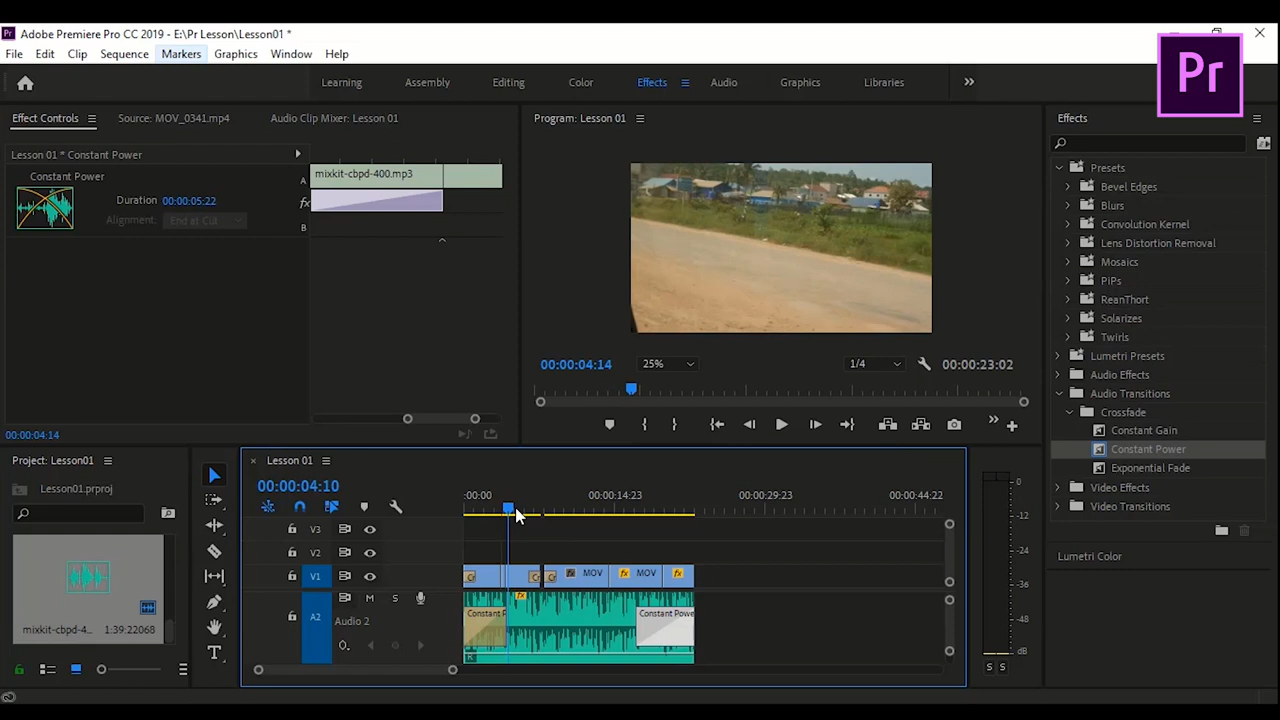 Pr Adobe Premiere Pro CC 2019 - E:\Pr Lesson\Lesson01 *
File Edit Clip Sequence Markers Graphics Window Help
Pr
Learning Assembly Editing Color Effects Audio Graphics Libraries
Effect Controls Source: MOV_0341.mp4 Audio Clip Mixer: Lesson 01
Program: Lesson 01
Effects
Lesson 01 * Constant Power
Constant Power
Duration 00:00:05:22
Alignment: End at Cut
A
mixkit-cbpd-400.mp3
fx
B
00:00:04:14
00:00:04:14 25% 1/4 00:00:23:02
Presets
Bevel Edges
Blurs
Convolution Kernel
Lens Distortion Removal
Mosaics
PiPs
ReanThort
Solarizes
Twirls
Lumetri Presets
Audio Effects
Audio Transitions
Crossfade
Constant Gain
Constant Power
Exponential Fade
Video Effects
Video Transitions
Lumetri Color
Project: Lesson01
Lesson01.prproj
mixkit-cbpd-4... 1:39:22068
Lesson 01
00:00:04:10
:00:00 00:00:14:23 00:00:29:23 00:00:44:22
V3
V2
V1 MOV MOV
A2 M S
Audio 2
Constant P Constant Powe
R
0
-12
-24
-36
-48
dB
S S